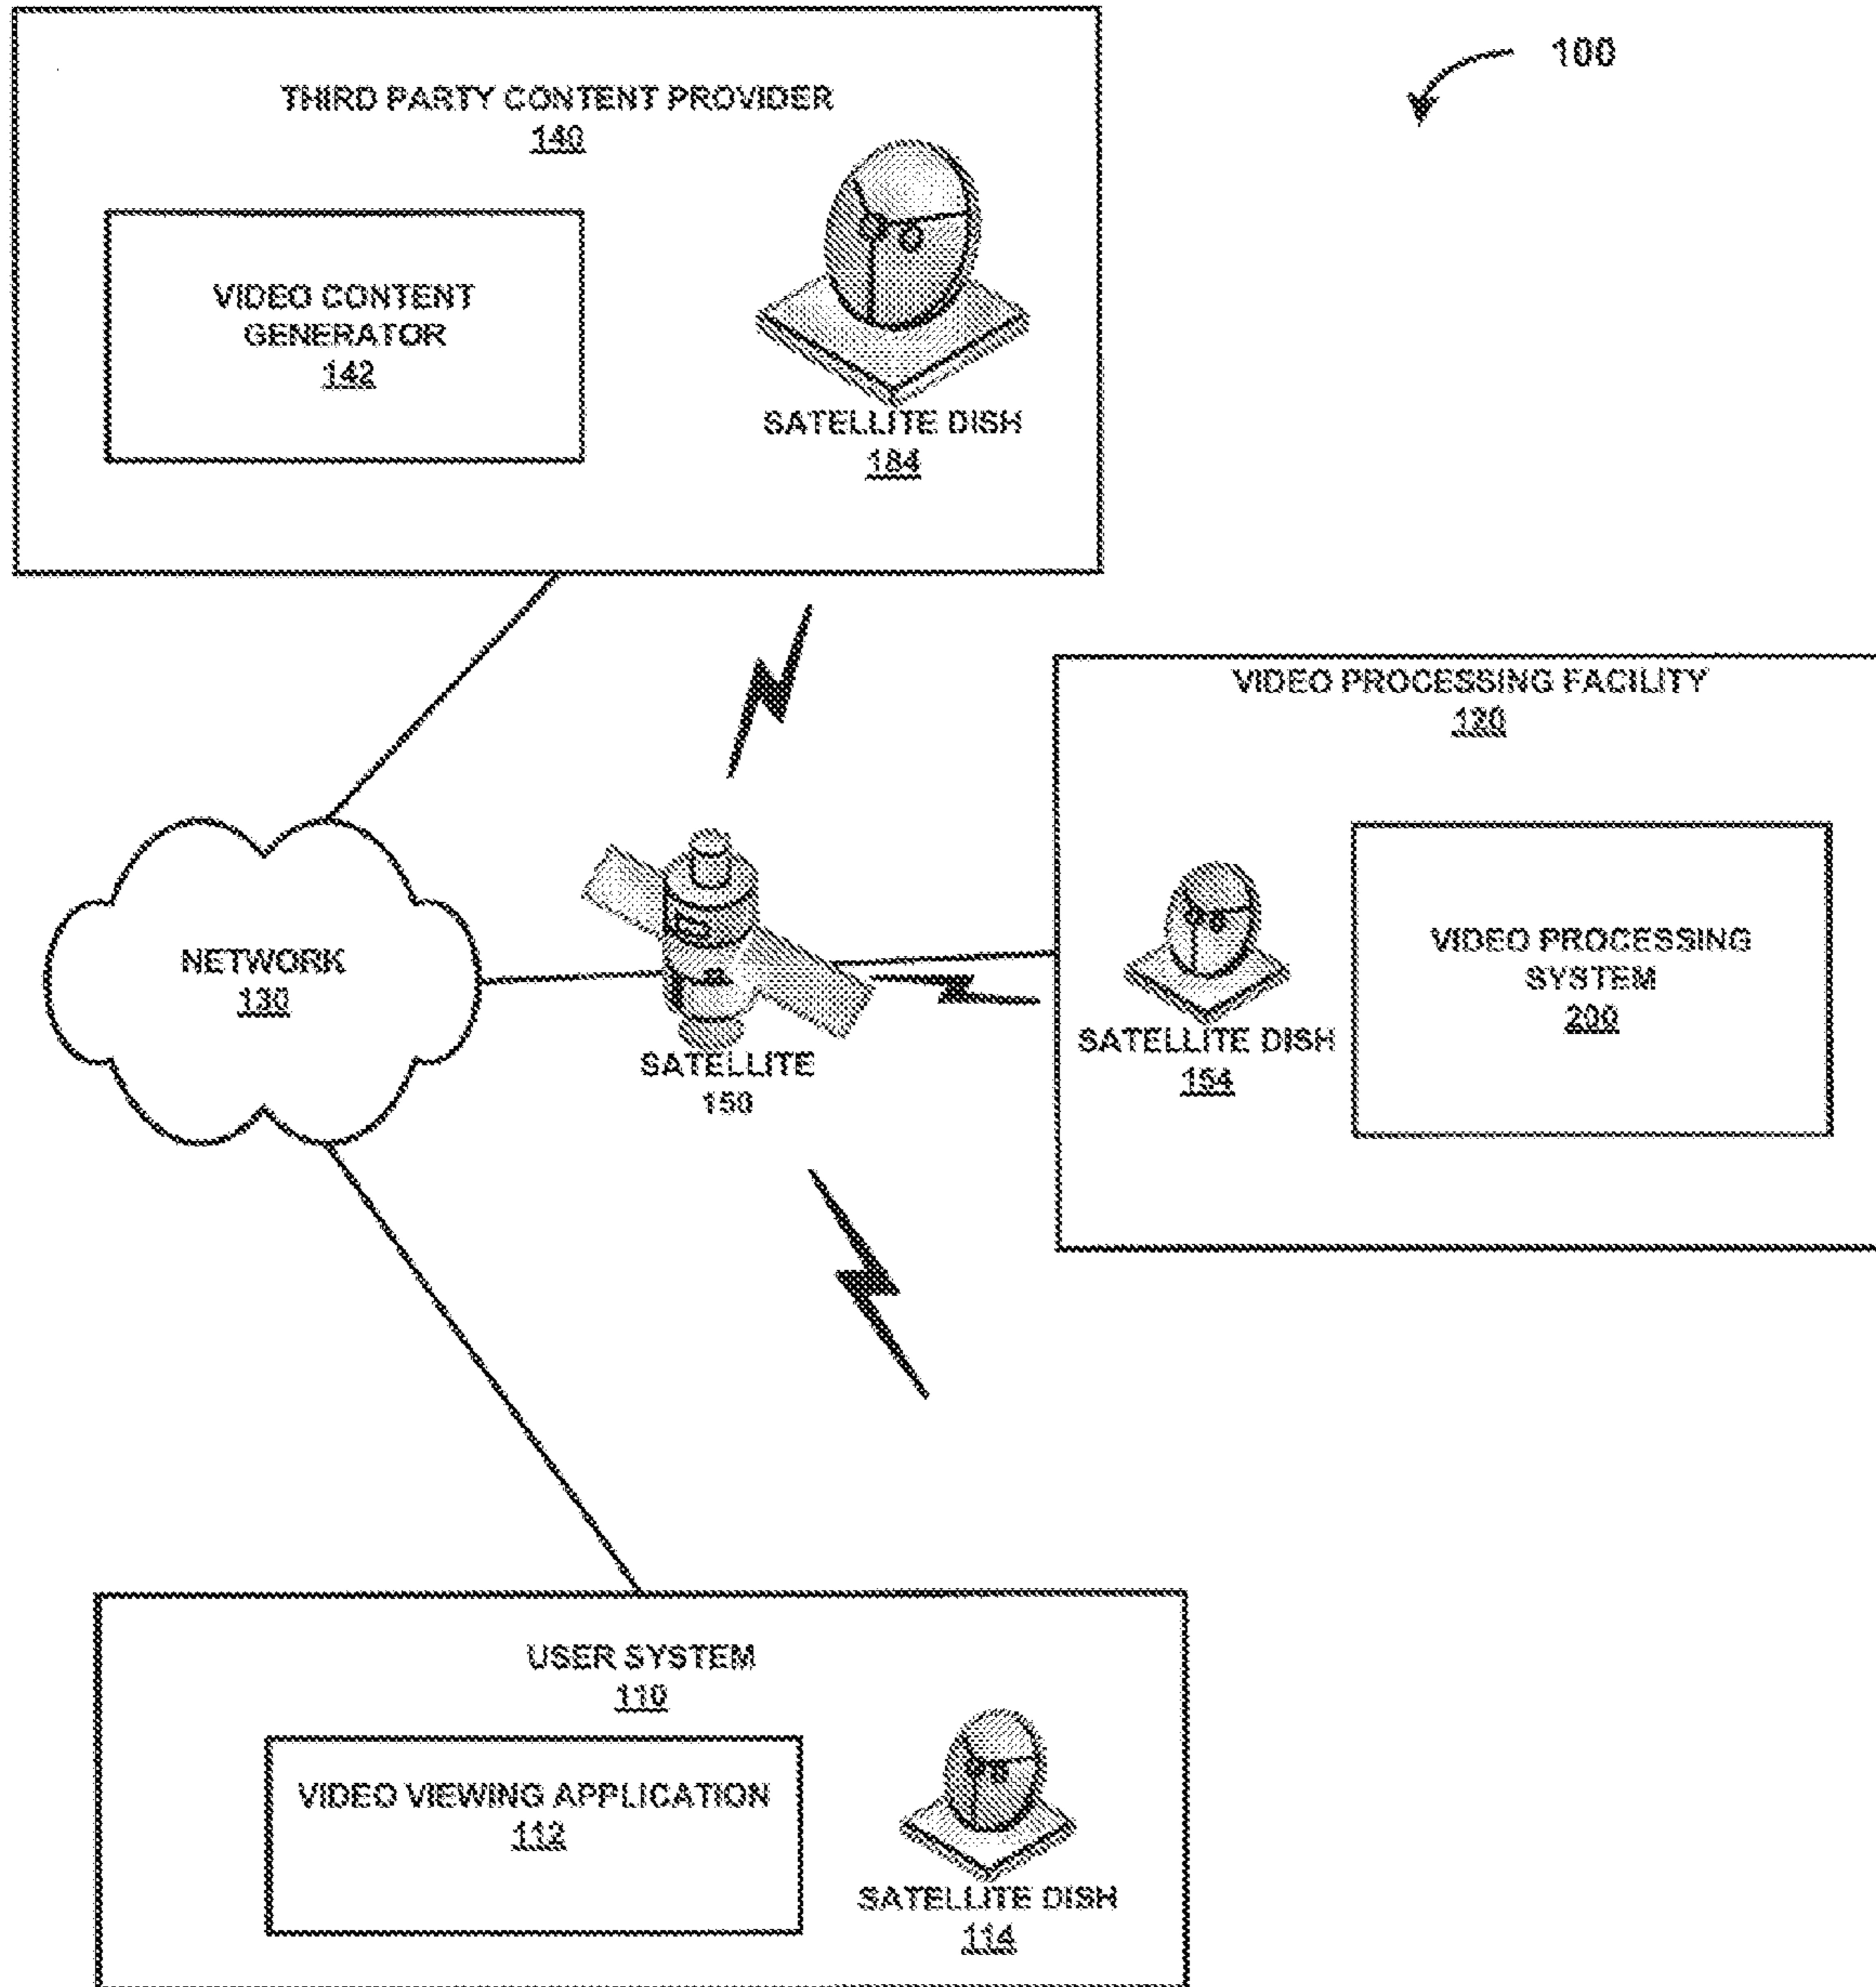 100
THIRD PARTY CONTENT PROVIDER
140
VIDEO CONTENT
GENERATOR
142
SATELLITE DISH
184
VIDEO PROCESSING FACILITY
120
NETWORK
130
SATELLITE
150
SATELLITE DISH
154
VIDEO PROCESSING
SYSTEM
200
USER SYSTEM
110
VIDEO VIEWING APPLICATION
112
SATELLITE DISH
114